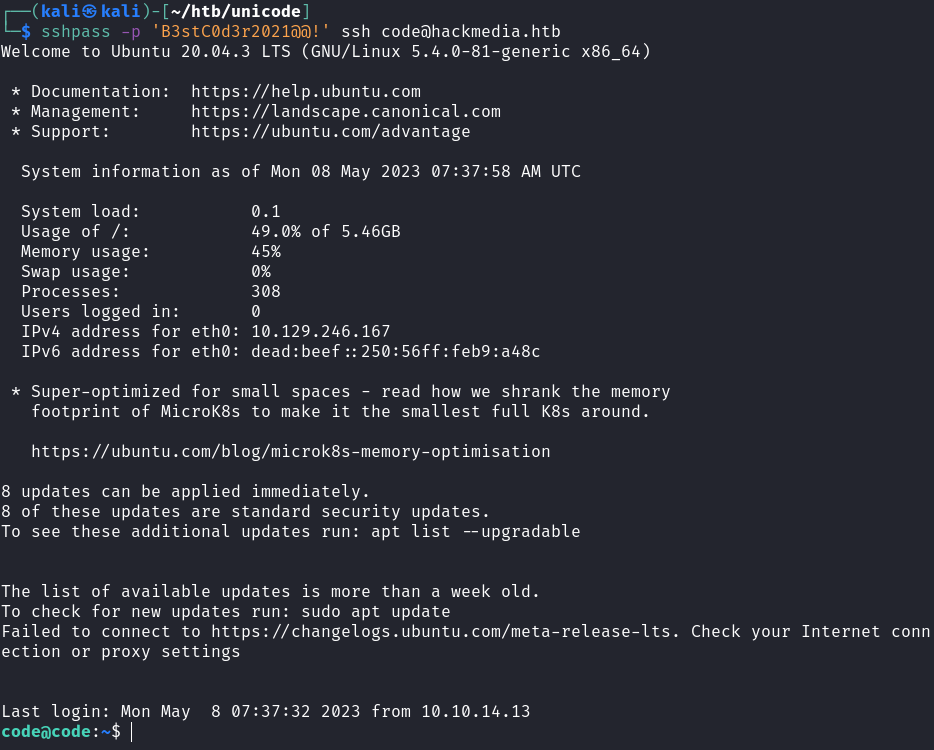 ┌──(kali㉿kali)-[~/htb/unicode]
└─$ sshpass -p 'B3stC0d3r2021@@!' ssh code@hackmedia.htb
Welcome to Ubuntu 20.04.3 LTS (GNU/Linux 5.4.0-81-generic x86_64)
* Documentation:  https://help.ubuntu.com
* Management:     https://landscape.canonical.com
* Support:        https://ubuntu.com/advantage
System information as of Mon 08 May 2023 07:37:58 AM UTC
System load:           0.1
Usage of /:            49.0% of 5.46GB
Memory usage:          45%
Swap usage:            0%
Processes:             308
Users logged in:       0
IPv4 address for eth0: 10.129.246.167
IPv6 address for eth0: dead:beef::250:56ff:feb9:a48c
* Super-optimized for small spaces - read how we shrank the memory
footprint of MicroK8s to make it the smallest full K8s around.
https://ubuntu.com/blog/microk8s-memory-optimisation
8 updates can be applied immediately.
8 of these updates are standard security updates.
To see these additional updates run: apt list --upgradable
The list of available updates is more than a week old.
To check for new updates run: sudo apt update
Failed to connect to https://changelogs.ubuntu.com/meta-release-lts. Check your Internet conn
ection or proxy settings
Last login: Mon May  8 07:37:32 2023 from 10.10.14.13
code@code:~$